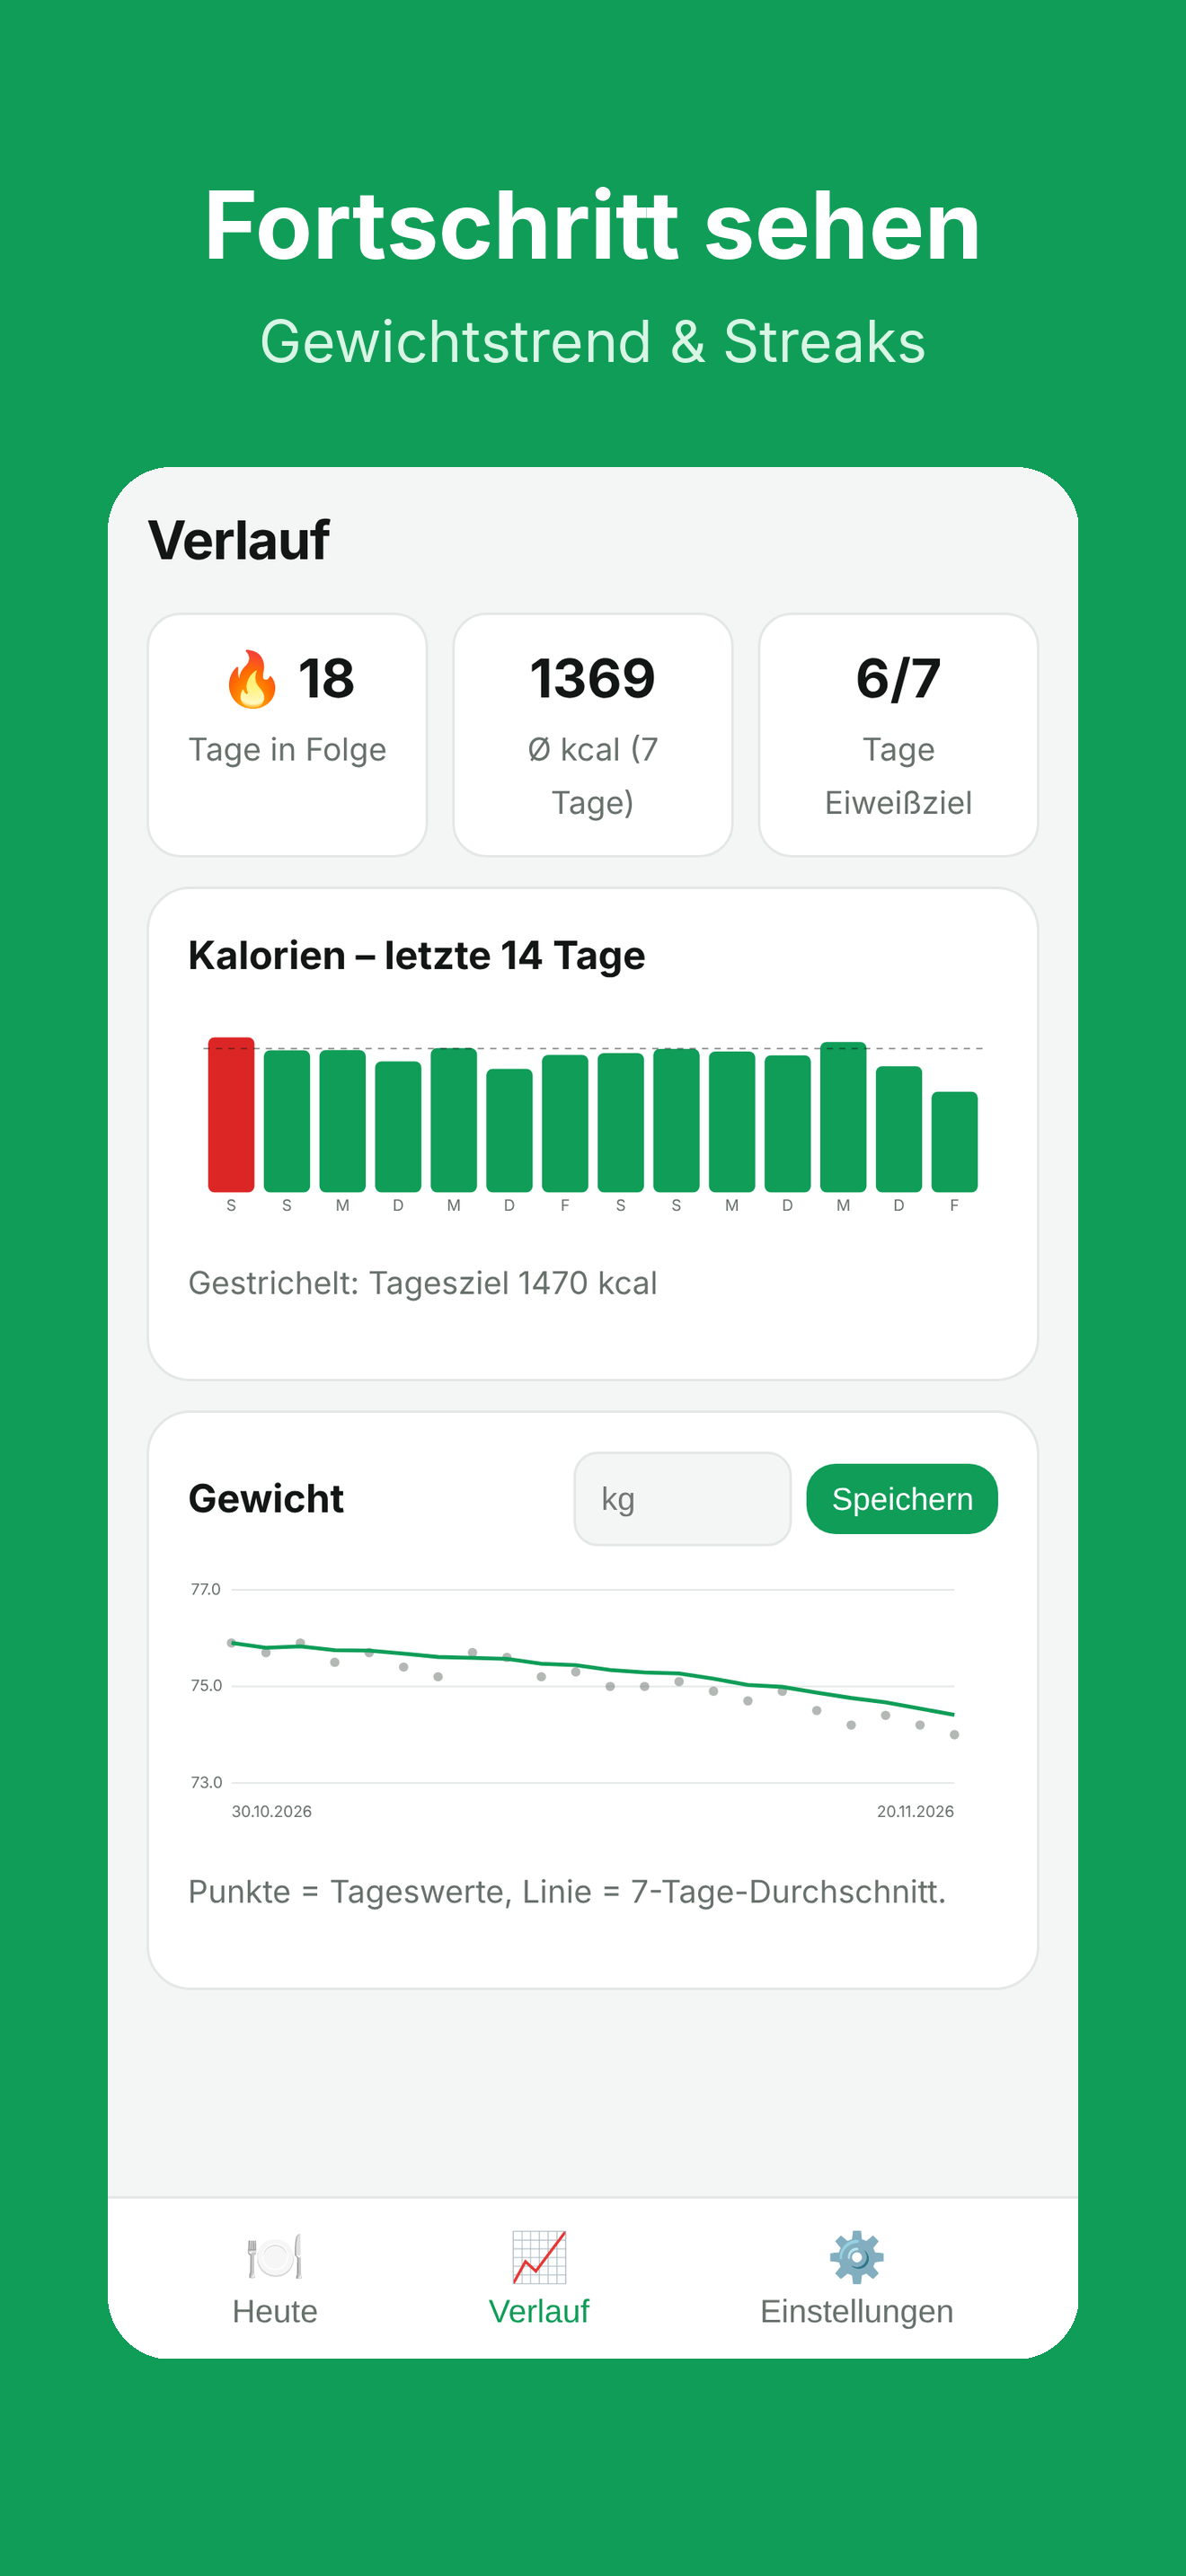 Fortschritt sehen
Gewichtstrend & Streaks
Verlauf
🔥 18
Tage in Folge
1369
Ø kcal (7
Tage)
6/7
Tage
Eiweißziel
Kalorien – letzte 14 Tage
S S M D M D F S S M D M D F
Gestrichelt: Tagesziel 1470 kcal
Gewicht
kg
Speichern
77.0
75.0
73.0
30.10.2026
20.11.2026
Punkte = Tageswerte, Linie = 7-Tage-Durchschnitt.
Heute
Verlauf
Einstellungen